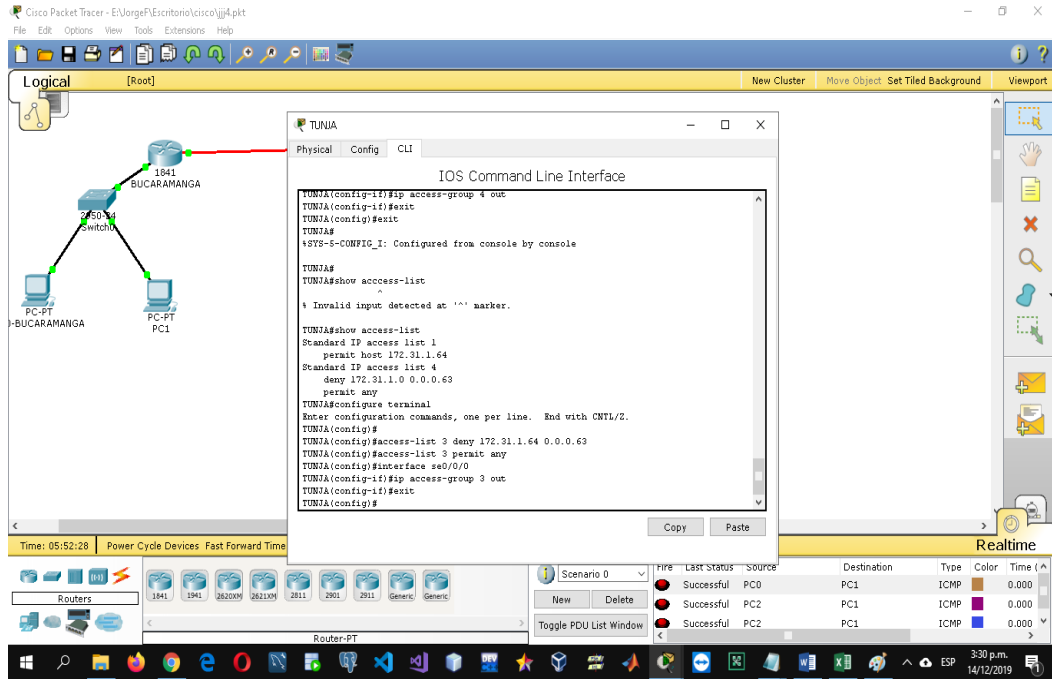 Cisco Packet Tracer - E:\JorgeF\Escritorio\cisco\jjj4.pkt
File Edit Options View Tools Extensions Help
Logical [Root] New Cluster Move Object Set Tiled Background Viewport
TUNJA
Physical Config CLI
IOS Command Line Interface
TUNJA(config-if)#ip access-group 4 out
TUNJA(config-if)#exit
TUNJA(config)#exit
TUNJA#
%SYS-5-CONFIG_I: Configured from console by console
TUNJA#
TUNJA#show acccess-list
^
% Invalid input detected at '^' marker.
TUNJA#show access-list
Standard IP access list 1
permit host 172.31.1.64
Standard IP access list 4
deny 172.31.1.0 0.0.0.63
permit any
TUNJA#configure terminal
Enter configuration commands, one per line. End with CNTL/Z.
TUNJA(config)#
TUNJA(config)#access-list 3 deny 172.31.1.64 0.0.0.63
TUNJA(config)#access-list 3 permit any
TUNJA(config)#interface se0/0/0
TUNJA(config-if)#ip access-group 3 out
TUNJA(config-if)#exit
TUNJA(config)#
Copy Paste
1841
BUCARAMANGA
2950-24
Switch0
PC-PT
0-BUCARAMANGA
PC-PT
PC1
Time: 05:52:28 Power Cycle Devices Fast Forward Time
Realtime
Routers
1841 1941 2620XM 2621XM 2811 2901 2911 Generic Generic
Router-PT
Scenario 0
New Delete
Toggle PDU List Window
Fire Last Status Source Destination Type Color Time (
Successful PC0 PC1 ICMP 0.000
Successful PC2 PC1 ICMP 0.000
Successful PC2 PC1 ICMP 0.000
ESP
3:30 p.m.
14/12/2019